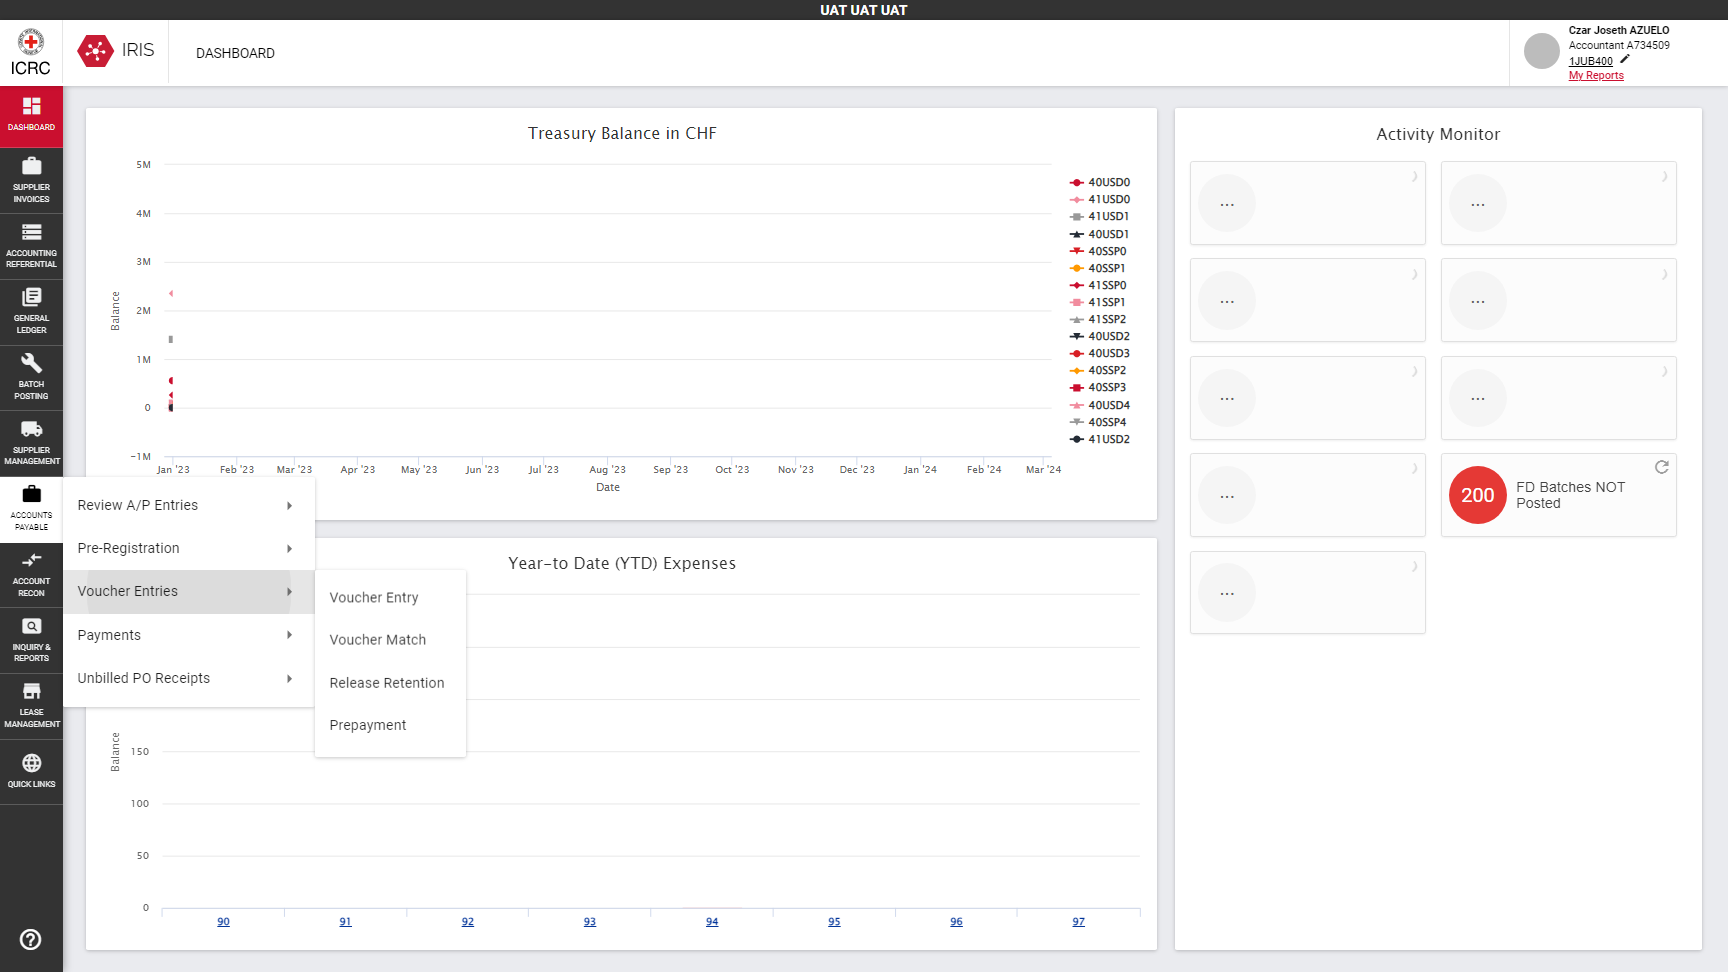 UAT UAT UAT
ICRC
IRIS
DASHBOARD
Czar Joseth AZUELO
Accountant A734509
1JUB400
My Reports
DASHBOARD
SUPPLIER
INVOICES
ACCOUNTING
REFERENTIAL
GENERAL
LEDGER
BATCH
POSTING
SUPPLIER
MANAGEMENT
ACCOUNTS
PAYABLE
ACCOUNT
RECON
INQUIRY &
REPORTS
LEASE
MANAGEMENT
QUICK LINKS
Treasury Balance in CHF
5M
4M
3M
2M
1M
0
-1M
Balance
Jan '23
Feb '23
Mar '23
Apr '23
May '23
Jun '23
Jul '23
Aug '23
Sep '23
Oct '23
Nov '23
Dec '23
Jan '24
Feb '24
Mar '24
Date
40USD0
41USD0
41USD1
40USD1
40SSP0
40SSP1
41SSP0
41SSP1
41SSP2
40USD2
40USD3
40SSP2
40SSP3
40USD4
40SSP4
41USD2
Review A/P Entries
Pre-Registration
Voucher Entries
Payments
Unbilled PO Receipts
Voucher Entry
Voucher Match
Release Retention
Prepayment
Year-to Date (YTD) Expenses
Balance
150
100
50
0
90
91
92
93
94
95
96
97
Activity Monitor
...
...
...
...
...
...
...
200
FD Batches NOT
Posted
...